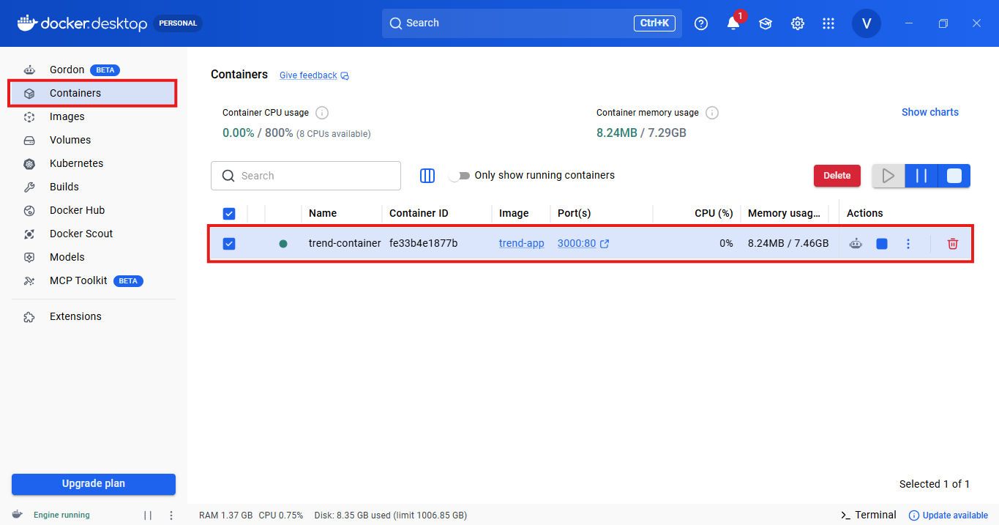 docker.desktop PERSONAL
Search Ctrl+K
1
V
Gordon BETA
Containers
Images
Volumes
Kubernetes
Builds
Docker Hub
Docker Scout
Models
MCP Toolkit BETA
Extensions
Upgrade plan
Containers Give feedback
Container CPU usage
0.00% / 800% (8 CPUs available)
Container memory usage
8.24MB / 7.29GB
Show charts
Search
Only show running containers
Delete
Name Container ID Image Port(s) CPU (%) Memory usag... Actions
trend-container fe33b4e1877b trend-app 3000:80 0% 8.24MB / 7.46GB
Selected 1 of 1
Engine running RAM 1.37 GB CPU 0.75% Disk: 8.35 GB used (limit 1006.85 GB) >_ Terminal Update available